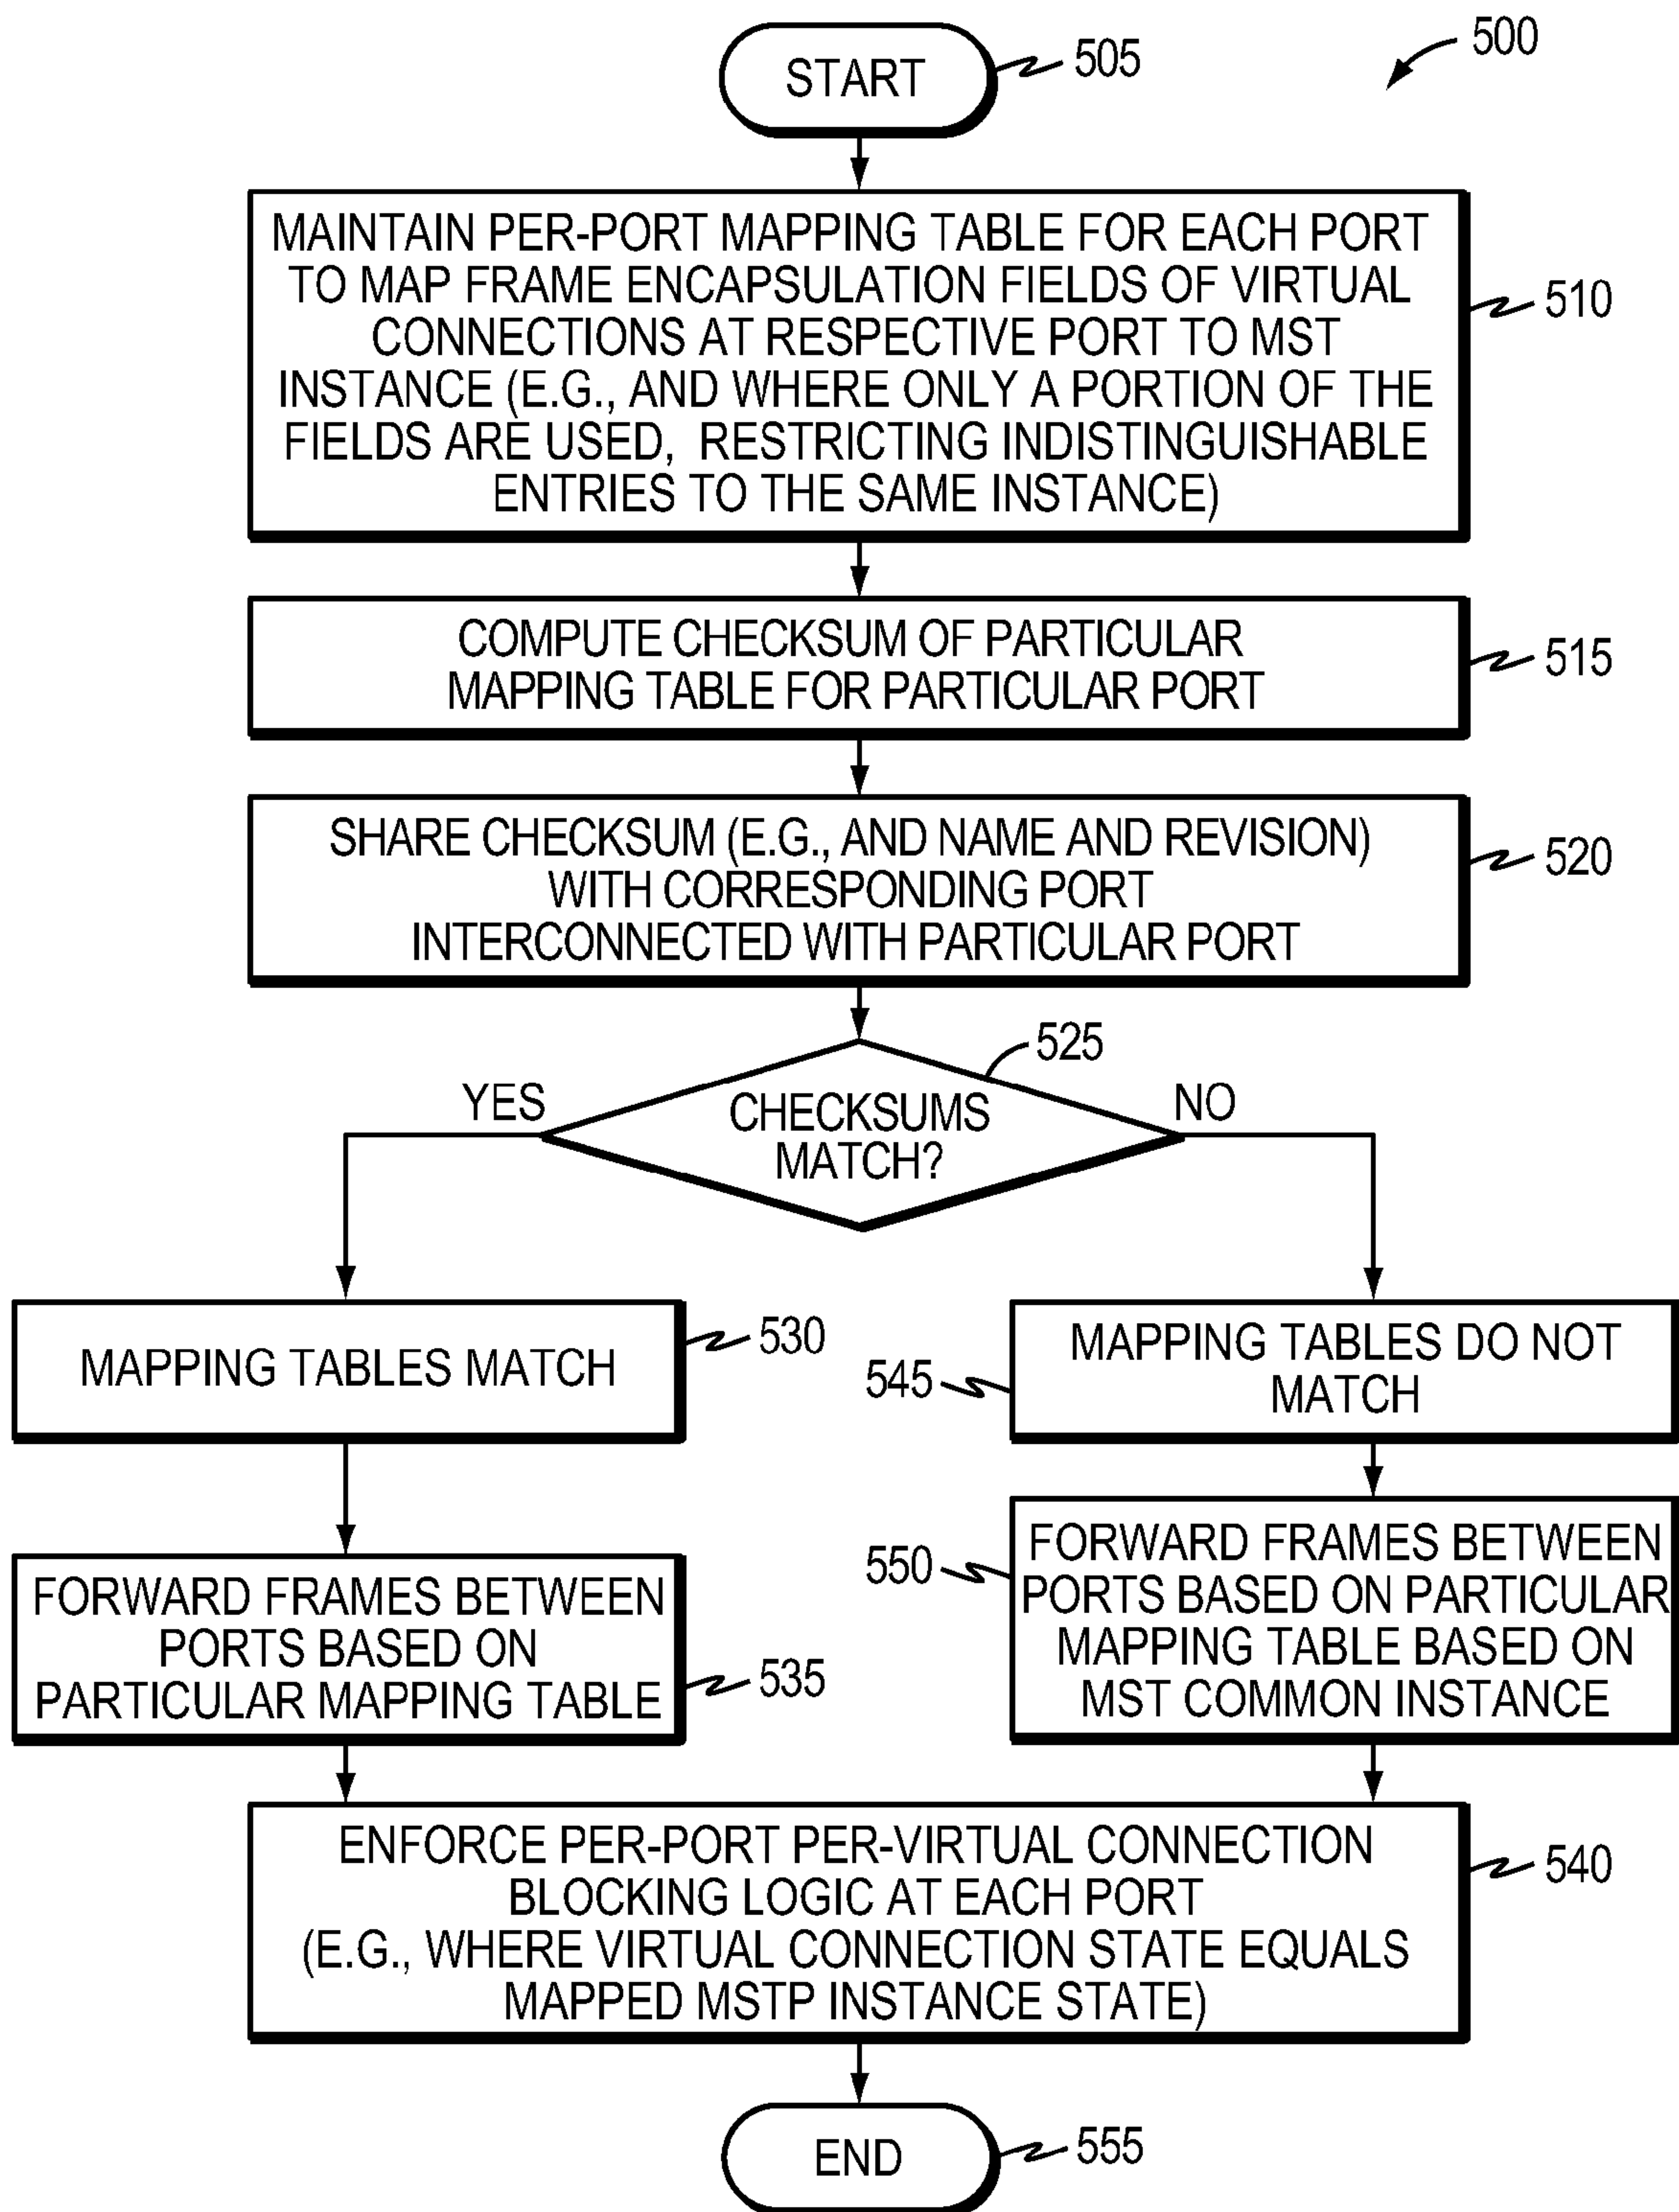 500
START
505
MAINTAIN PER-PORT MAPPING TABLE FOR EACH PORT
TO MAP FRAME ENCAPSULATION FIELDS OF VIRTUAL
CONNECTIONS AT RESPECTIVE PORT TO MST
INSTANCE (E.G., AND WHERE ONLY A PORTION OF THE
FIELDS ARE USED, RESTRICTING INDISTINGUISHABLE
ENTRIES TO THE SAME INSTANCE)
510
COMPUTE CHECKSUM OF PARTICULAR
MAPPING TABLE FOR PARTICULAR PORT
515
SHARE CHECKSUM (E.G., AND NAME AND REVISION)
WITH CORRESPONDING PORT
INTERCONNECTED WITH PARTICULAR PORT
520
525
YES
CHECKSUMS
MATCH?
NO
MAPPING TABLES MATCH
530
545
MAPPING TABLES DO NOT
MATCH
FORWARD FRAMES BETWEEN
PORTS BASED ON
PARTICULAR MAPPING TABLE
535
550
FORWARD FRAMES BETWEEN
PORTS BASED ON PARTICULAR
MAPPING TABLE BASED ON
MST COMMON INSTANCE
ENFORCE PER-PORT PER-VIRTUAL CONNECTION
BLOCKING LOGIC AT EACH PORT
(E.G., WHERE VIRTUAL CONNECTION STATE EQUALS
MAPPED MSTP INSTANCE STATE)
540
END
555